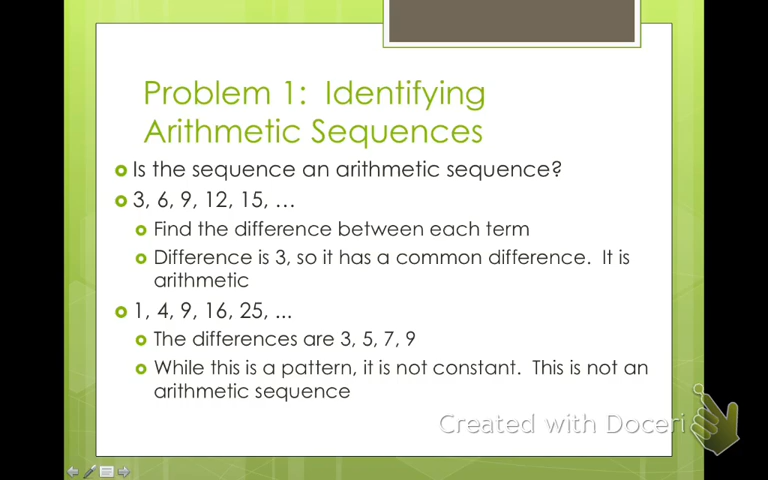 Problem 1: Identifying
Arithmetic Sequences
Is the sequence an arithmetic sequence?
3, 6, 9, 12, 15, …
Find the difference between each term
Difference is 3, so it has a common difference. It is
arithmetic
1, 4, 9, 16, 25, ...
The differences are 3, 5, 7, 9
While this is a pattern, it is not constant. This is not an
arithmetic sequence
Created with Doceri